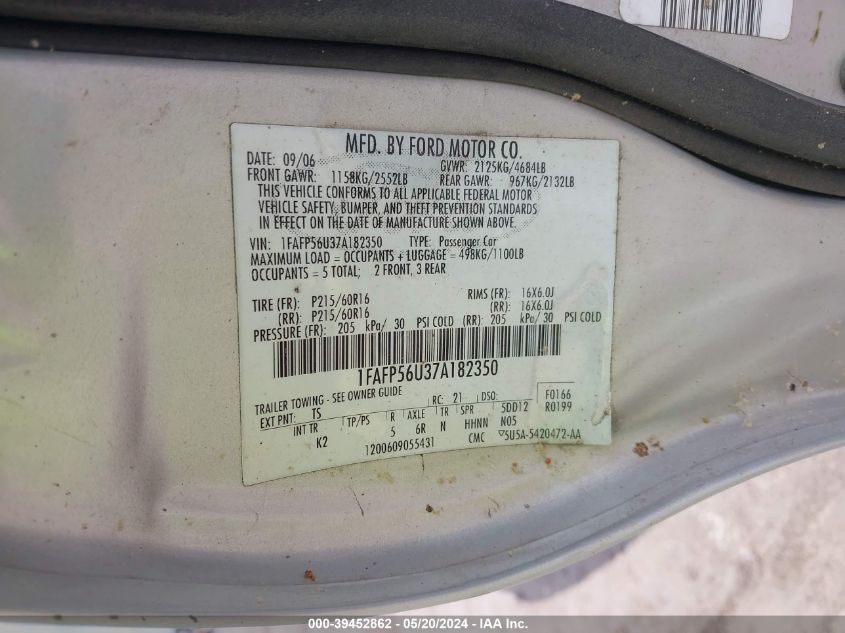 MFD. BY FORD MOTOR CO.
DATE: 09/06 GVWR: 2125KG/4684LB
FRONT GAWR: 1158KG/2552LB REAR GAWR: 967KG/2132LB
THIS VEHICLE CONFORMS TO ALL APPLICABLE FEDERAL MOTOR
VEHICLE SAFETY, BUMPER, AND THEFT PREVENTION STANDARDS
IN EFFECT ON THE DATE OF MANUFACTURE SHOWN ABOVE.
VIN: 1FAFP56U37A182350 TYPE: Passenger Car
MAXIMUM LOAD = OCCUPANTS + LUGGAGE = 498KG/1100LB
OCCUPANTS = 5 TOTAL; 2 FRONT, 3 REAR
TIRE (FR): P215/60R16 RIMS (FR): 16X6.0J
(RR): P215/60R16 (RR): 16X6.0J
PRESSURE (FR): 205 kPa/ 30 PSI COLD (RR): 205 kPa/ 30 PSI COLD
1FAFP56U37A182350
TRAILER TOWING - SEE OWNER GUIDE RC: 21 DSO: F0166
EXT PNT: TS 5DD12 R0199
INT TR TP/PS R AXLE TR SPR N05
K2 5 6R N HHNN
1200609055431 CMC ▽5U5A-5420472-AA
000-39452862 - 05/20/2024 - IAAI.com